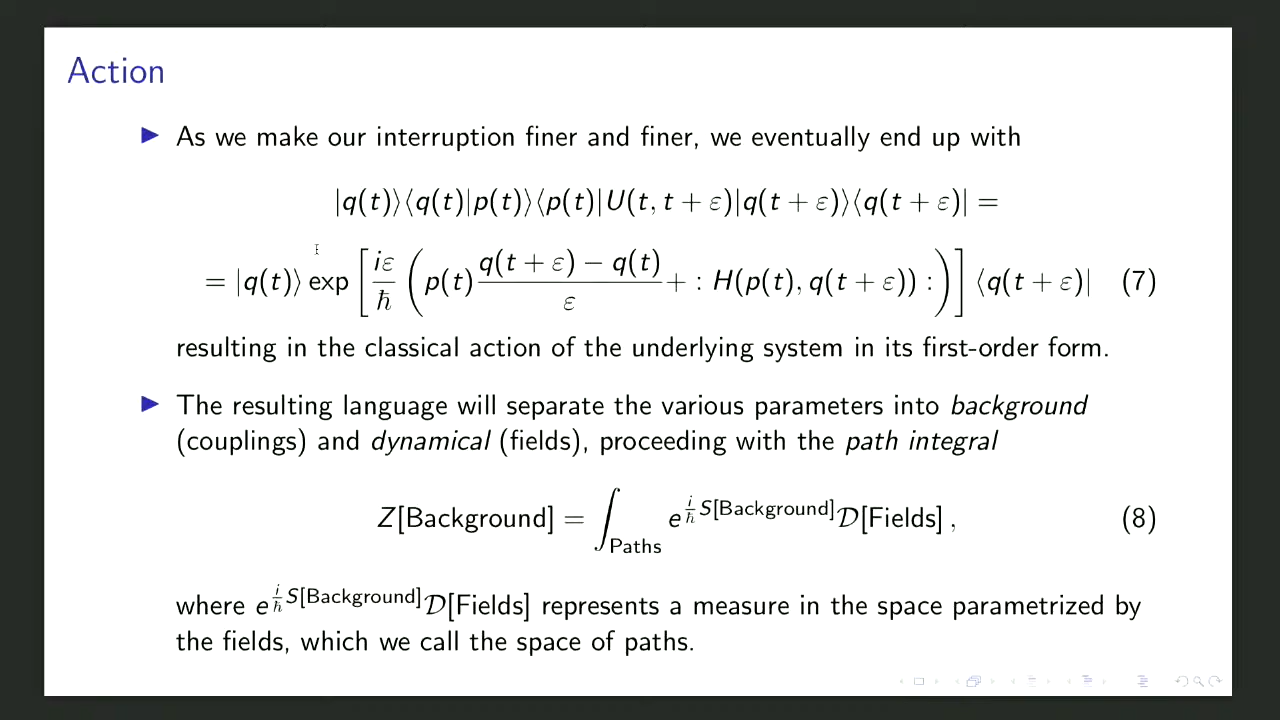 Action
▶ As we make our interruption finer and finer, we eventually end up with
|q(t)⟩⟨q(t)|p(t)⟩⟨p(t)|U(t, t + ε)|q(t + ε)⟩⟨q(t + ε)| =
= |q(t)⟩ exp [ iε/ħ ( p(t) (q(t + ε) − q(t))/ε + : H(p(t), q(t + ε)) : ) ] ⟨q(t + ε)| (7)
resulting in the classical action of the underlying system in its first-order form.
▶ The resulting language will separate the various parameters into background
(couplings) and dynamical (fields), proceeding with the path integral
Z[Background] = ∫_Paths e^{i/ħ S[Background]} 𝒟[Fields] , (8)
where e^{i/ħ S[Background]} 𝒟[Fields] represents a measure in the space parametrized by
the fields, which we call the space of paths.